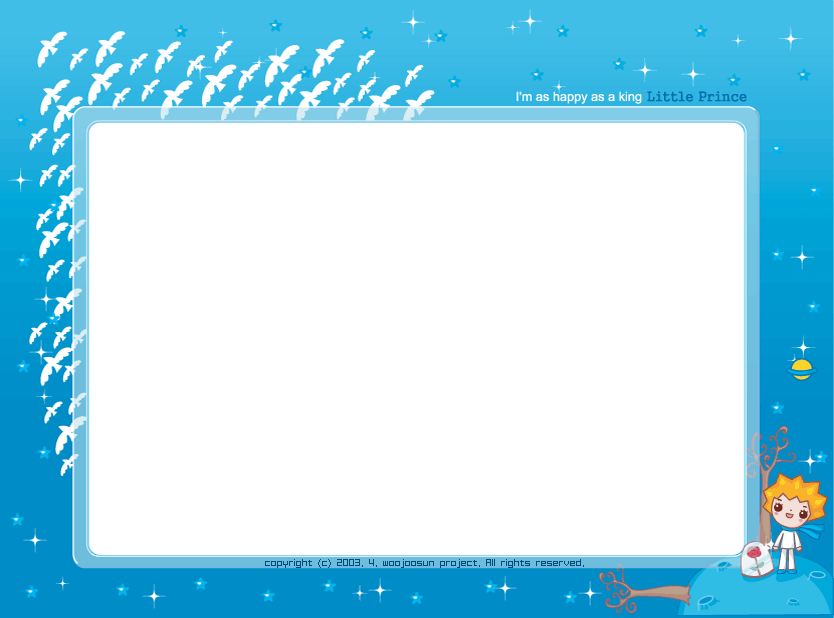 I'm as happy as a king Little Prince
copyright (c) 2003. 4. woojoosun project. All rights reserved.